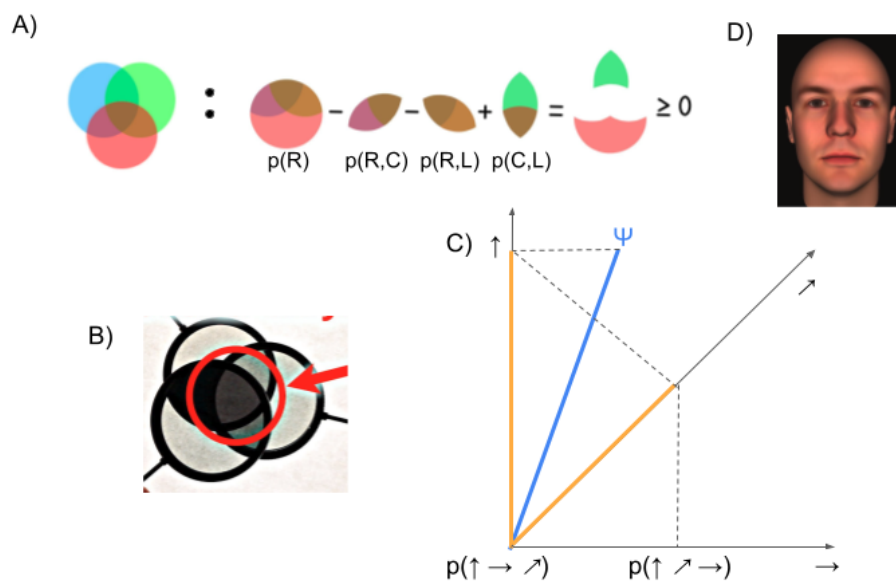 A)
:
− − + = ≥ 0
p(R) p(R,C) p(R,L) p(C,L)
B)
C) ↑
Ψ
↗
p(↑ → ↗) p(↑ ↗ →) →
D)